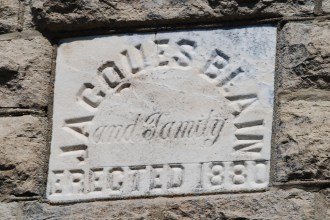 JACQUES BLAIN
and Family
ERECTED 1880